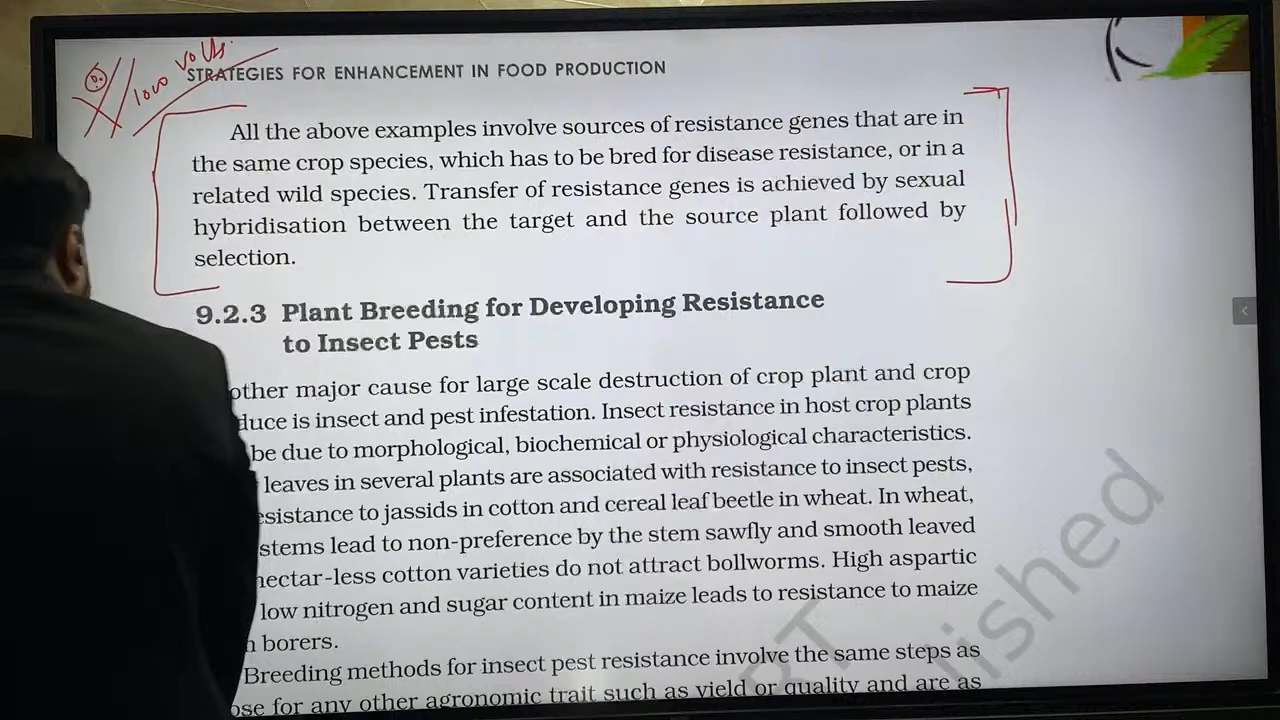 1000 volts.
STRATEGIES FOR ENHANCEMENT IN FOOD PRODUCTION
All the above examples involve sources of resistance genes that are in
the same crop species, which has to be bred for disease resistance, or in a
related wild species. Transfer of resistance genes is achieved by sexual
hybridisation between the target and the source plant followed by
selection.
9.2.3 Plant Breeding for Developing Resistance
to Insect Pests
other major cause for large scale destruction of crop plant and crop
duce is insect and pest infestation. Insect resistance in host crop plants
be due to morphological, biochemical or physiological characteristics.
leaves in several plants are associated with resistance to insect pests,
esistance to jassids in cotton and cereal leaf beetle in wheat. In wheat,
stems lead to non-preference by the stem sawfly and smooth leaved
nectar-less cotton varieties do not attract bollworms. High aspartic
low nitrogen and sugar content in maize leads to resistance to maize
borers.
Breeding methods for insect pest resistance involve the same steps as
ose for any other agronomic trait such as yield or quality and are as